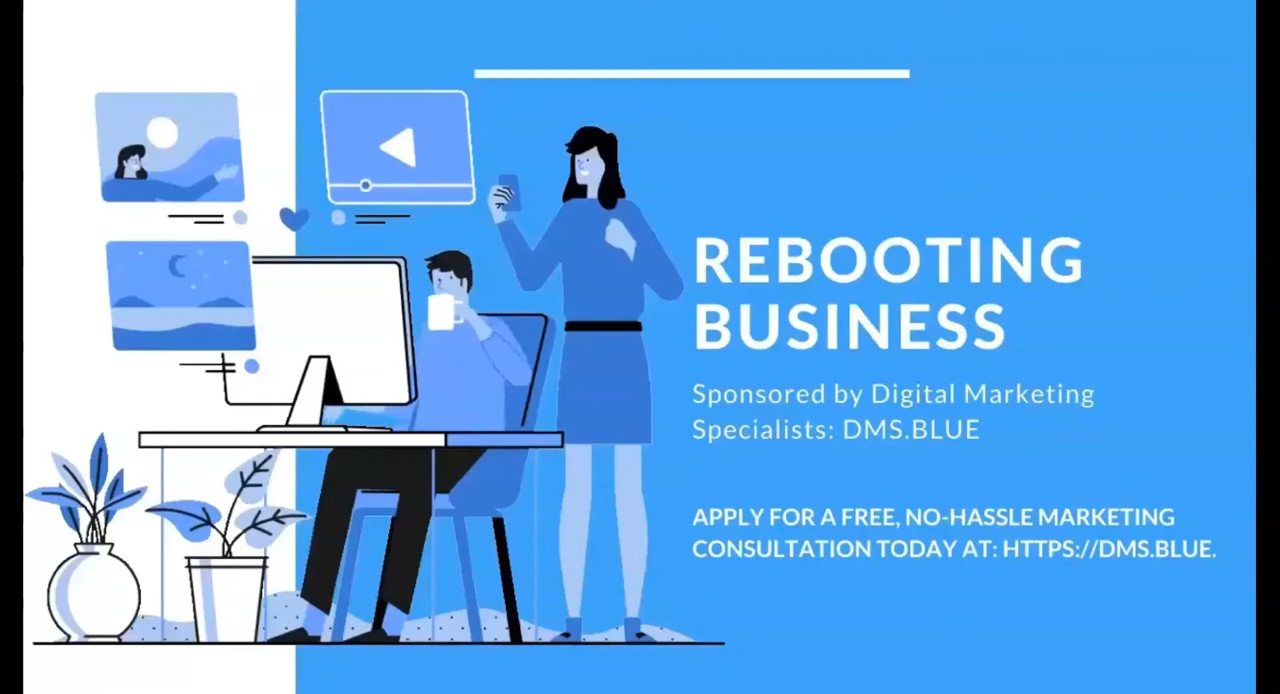 REBOOTING
BUSINESS
Sponsored by Digital Marketing
Specialists: DMS.BLUE
APPLY FOR A FREE, NO-HASSLE MARKETING
CONSULTATION TODAY AT: HTTPS://DMS.BLUE.